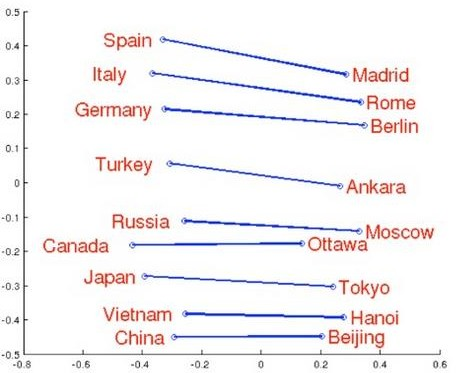 0.5
0.4
Spain
Madrid
0.3
Italy
Rome
0.2
Germany
Berlin
0.1
Turkey
0
Ankara
-0.1
Russia
Moscow
-0.2
Canada
Ottawa
Japan
Tokyo
-0.3
Vietnam
Hanoi
-0.4
China
Beijing
-0.5
-0.8 -0.6 -0.4 -0.2 0 0.2 0.4 0.6